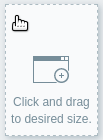 Click and drag
to desired size.